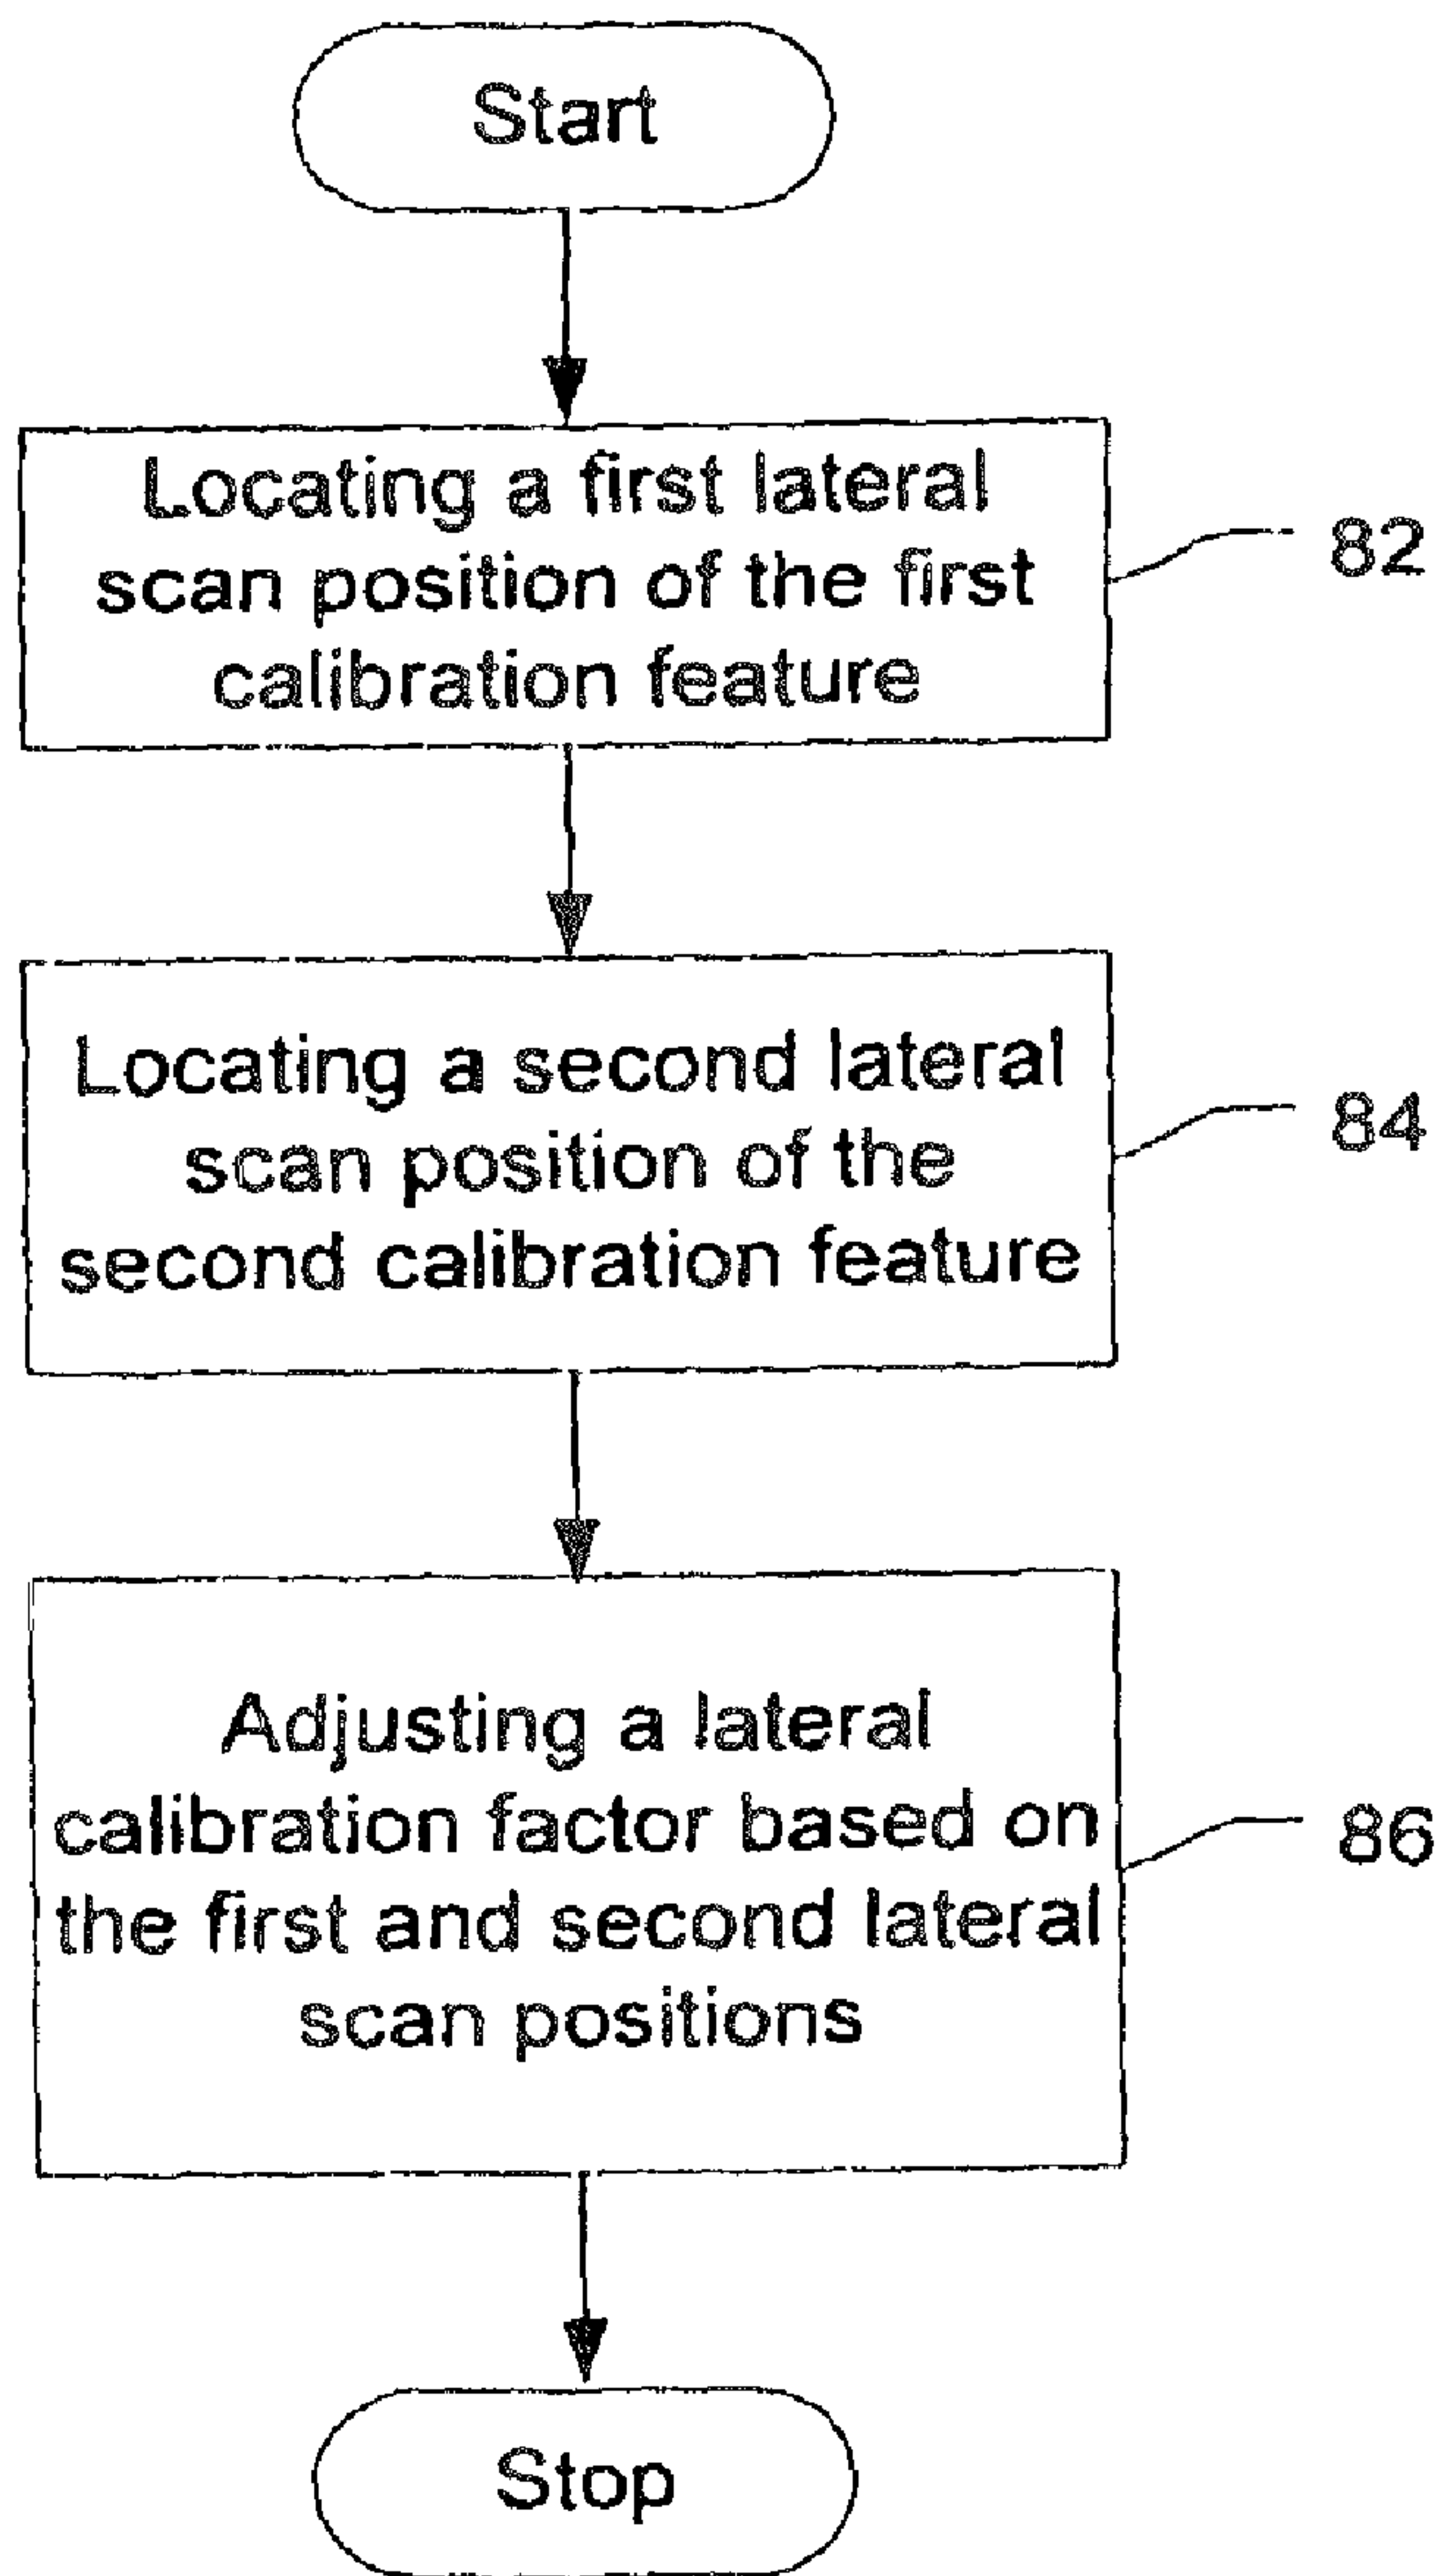 Start
Locating a first lateral
scan position of the first
calibration feature
82
Locating a second lateral
scan position of the
second calibration feature
84
Adjusting a lateral
calibration factor based on
the first and second lateral
scan positions
86
Stop